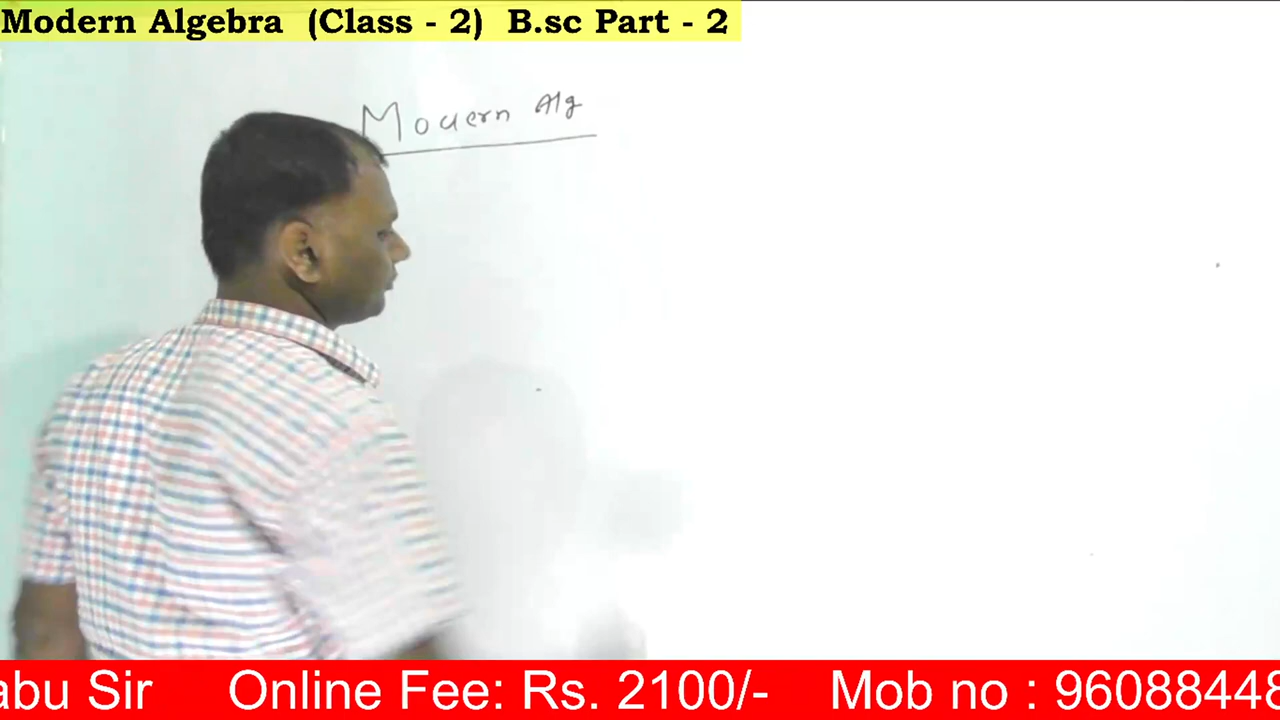 Modern Algebra (Class - 2) B.sc Part - 2
Modern Alg
abu Sir Online Fee: Rs. 2100/- Mob no : 96088448